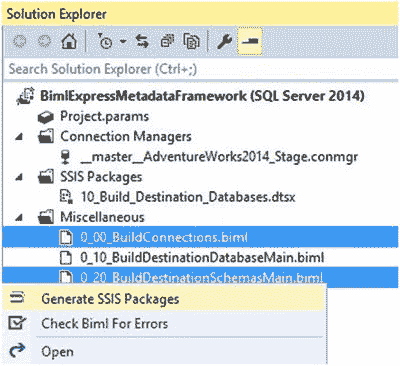 Solution Explorer
Search Solution Explorer (Ctrl+;)
BimlExpressMetadataFramework (SQL Server 2014)
Project.params
Connection Managers
__master__AdventureWorks2014_Stage.conmgr
SSIS Packages
10_Build_Destination_Databases.dtsx
Miscellaneous
0_00_BuildConnections.biml
0_10_BuildDestinationDatabaseMain.biml
0_20_BuildDestinationSchemasMain.biml
Generate SSIS Packages
Check Biml For Errors
Open